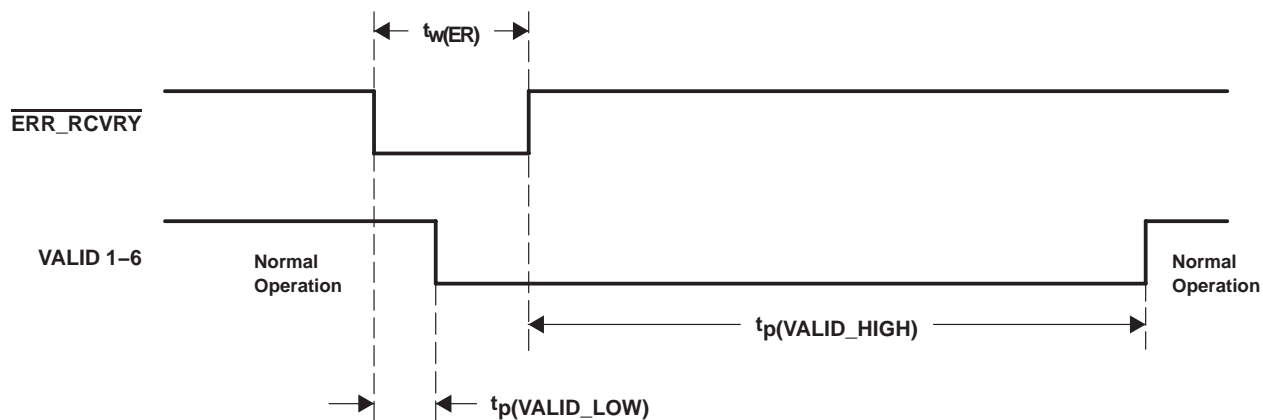 tw(ER)
ERR_RCVRY
VALID 1–6
Normal
Operation
Normal
Operation
tp(VALID_HIGH)
tp(VALID_LOW)